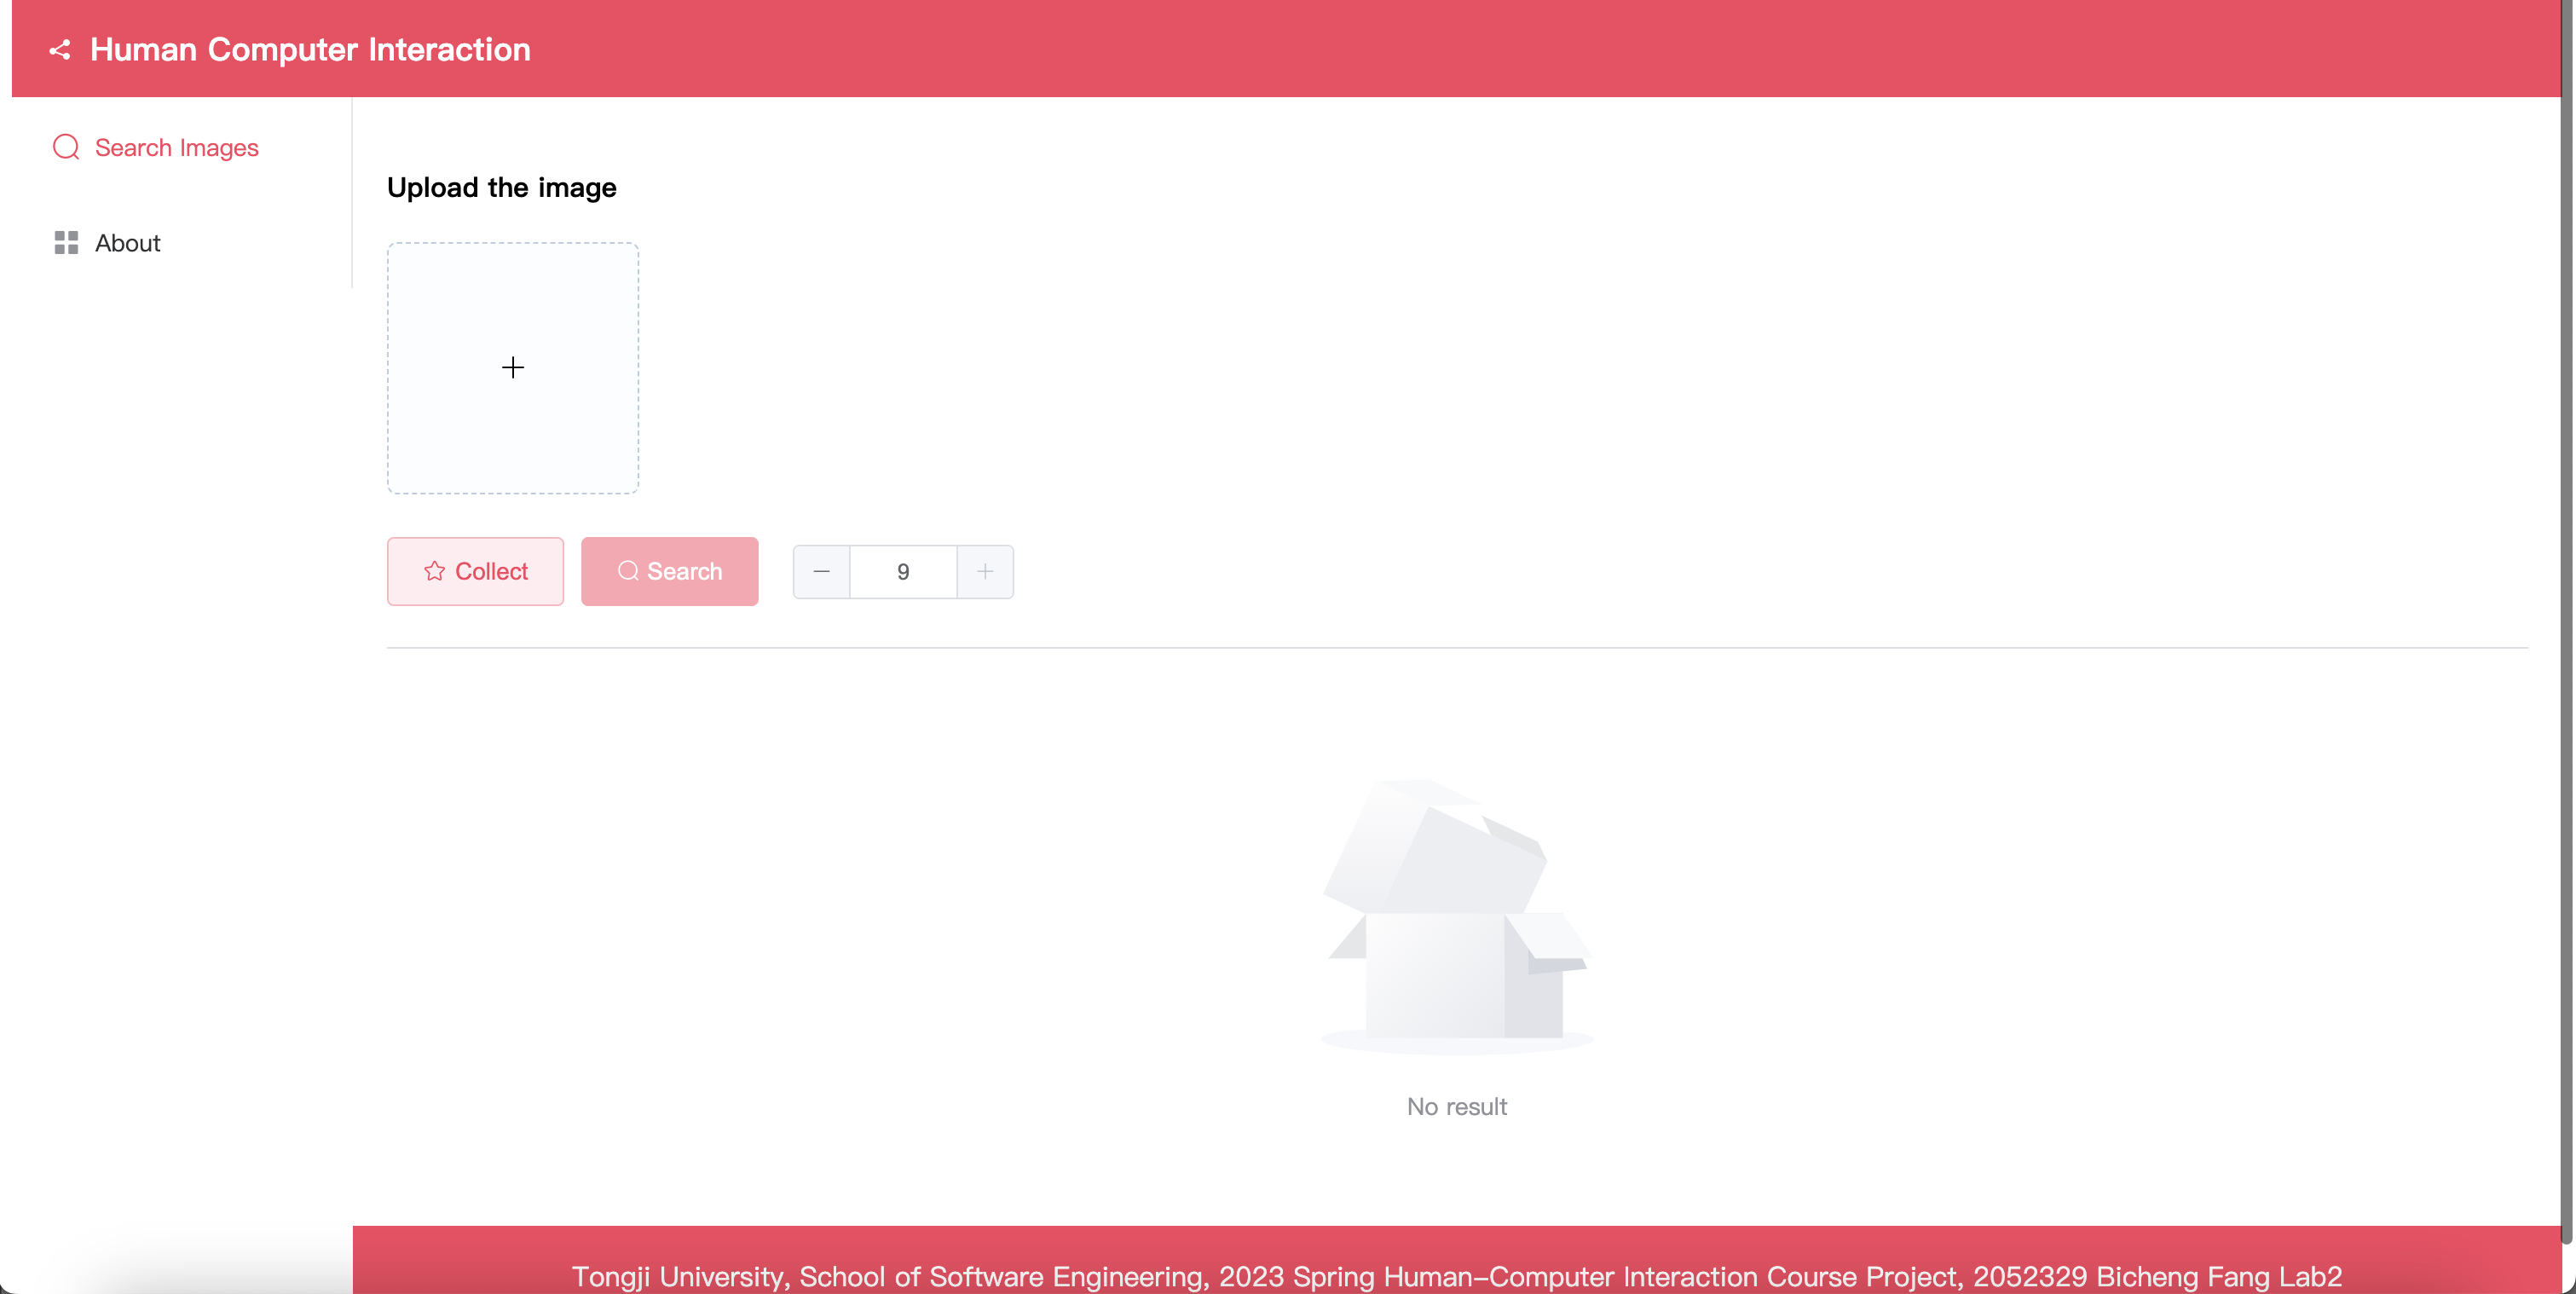 Human Computer Interaction
Search Images
About
Upload the image
Collect
Search
9
No result
Tongji University, School of Software Engineering, 2023 Spring Human-Computer Interaction Course Project, 2052329 Bicheng Fang Lab2